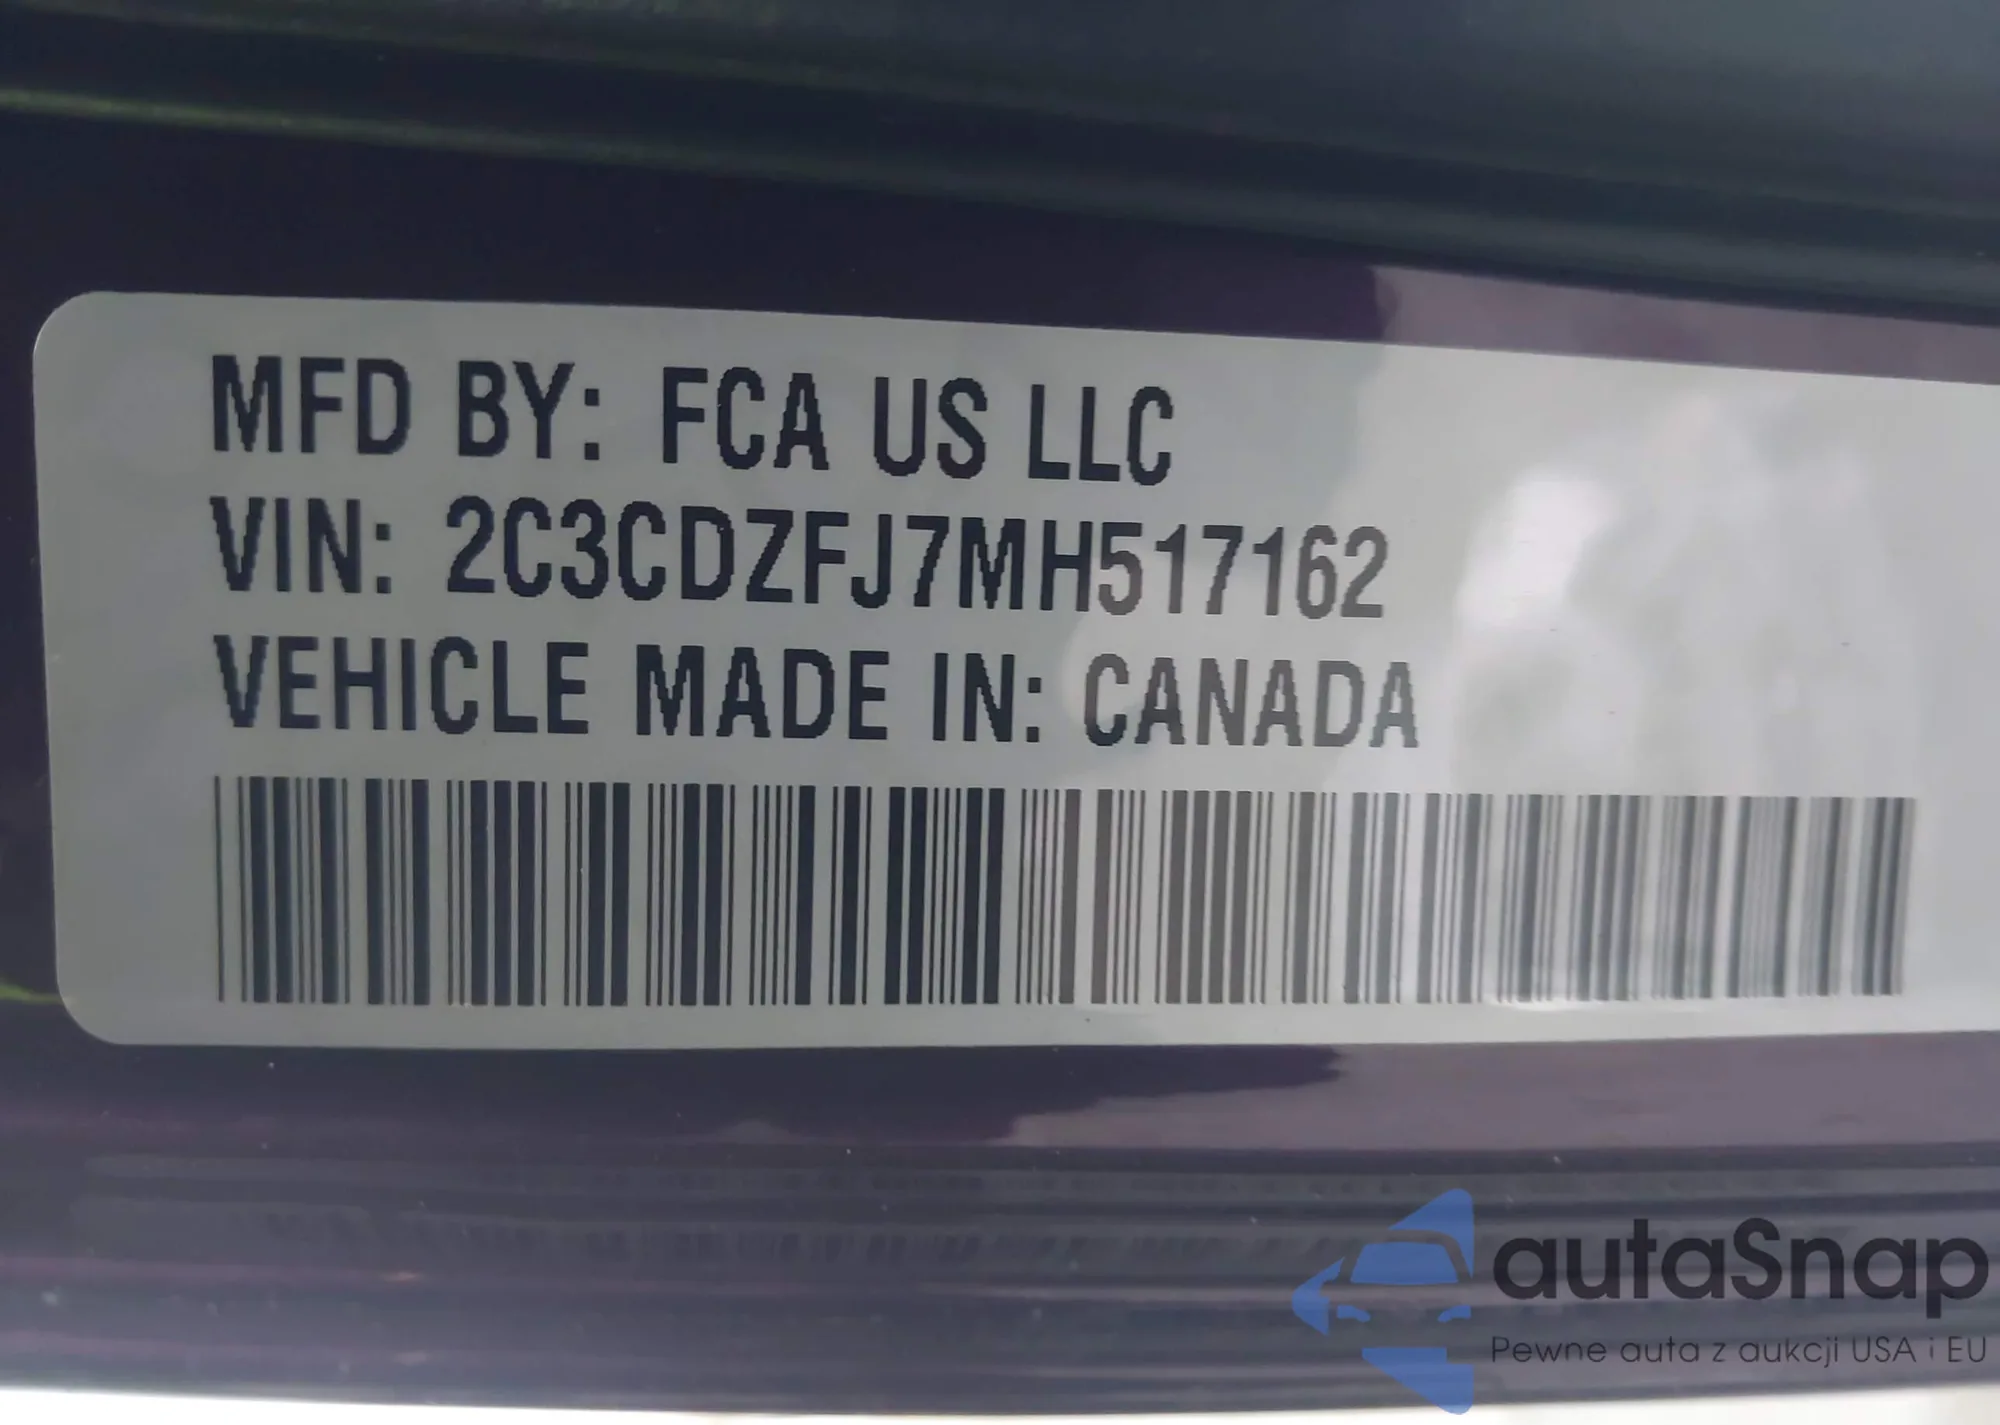 MFD BY: FCA US LLC
VIN: 2C3CDZFJ7MH517162
VEHICLE MADE IN: CANADA
autaSnap
Pewne auta z aukcji USA i EU